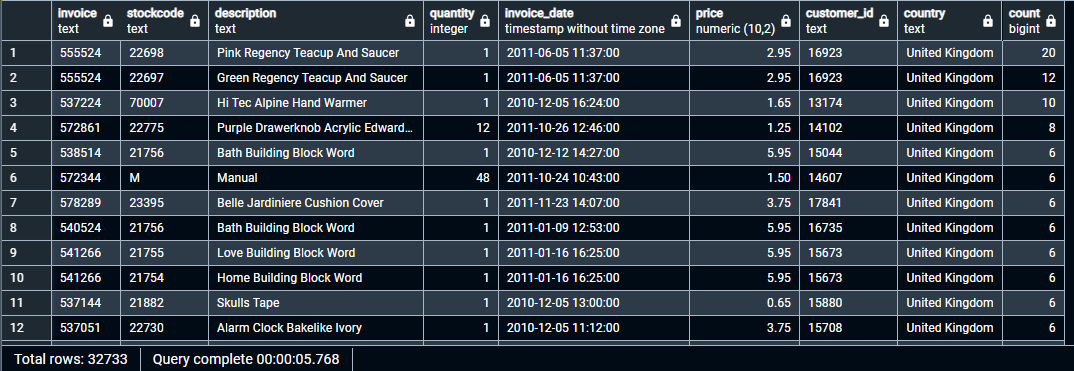 invoice stockcode description quantity invoice_date price customer_id country count
text text text integer timestamp without time zone numeric (10,2) text text bigint
1 555524 22698 Pink Regency Teacup And Saucer 1 2011-06-05 11:37:00 2.95 16923 United Kingdom 20
2 555524 22697 Green Regency Teacup And Saucer 1 2011-06-05 11:37:00 2.95 16923 United Kingdom 12
3 537224 70007 Hi Tec Alpine Hand Warmer 1 2010-12-05 16:24:00 1.65 13174 United Kingdom 10
4 572861 22775 Purple Drawerknob Acrylic Edward... 12 2011-10-26 12:46:00 1.25 14102 United Kingdom 8
5 538514 21756 Bath Building Block Word 1 2010-12-12 14:27:00 5.95 15044 United Kingdom 6
6 572344 M Manual 48 2011-10-24 10:43:00 1.50 14607 United Kingdom 6
7 578289 23395 Belle Jardiniere Cushion Cover 1 2011-11-23 14:07:00 3.75 17841 United Kingdom 6
8 540524 21756 Bath Building Block Word 1 2011-01-09 12:53:00 5.95 16735 United Kingdom 6
9 541266 21755 Love Building Block Word 1 2011-01-16 16:25:00 5.95 15673 United Kingdom 6
10 541266 21754 Home Building Block Word 1 2011-01-16 16:25:00 5.95 15673 United Kingdom 6
11 537144 21882 Skulls Tape 1 2010-12-05 13:00:00 0.65 15880 United Kingdom 6
12 537051 22730 Alarm Clock Bakelike Ivory 1 2010-12-05 11:12:00 3.75 15708 United Kingdom 6
Total rows: 32733 Query complete 00:00:05.768